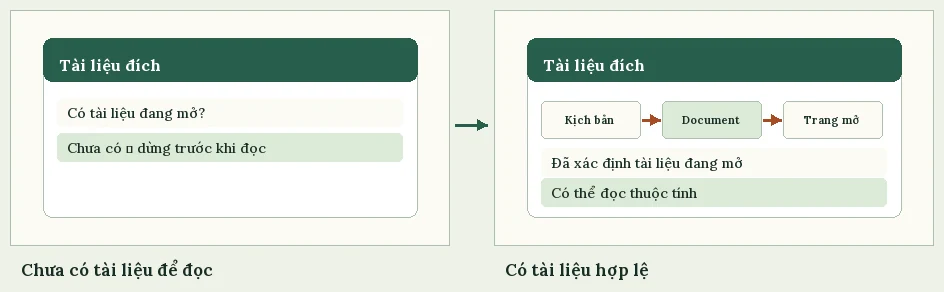 Tài liệu đích
Có tài liệu đang mở?
Chưa có ▯ dừng trước khi đọc
Chưa có tài liệu để đọc
Tài liệu đích
Kịch bản
Document
Trang mở
Đã xác định tài liệu đang mở
Có thể đọc thuộc tính
Có tài liệu hợp lệ